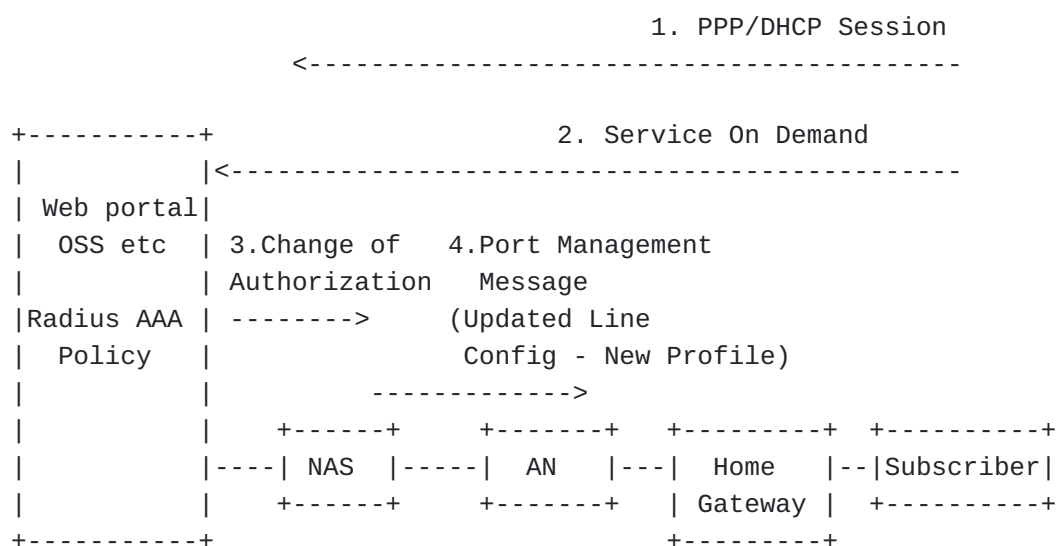 1. PPP/DHCP Session
                  <------------------------------------------

+-----------+                      2. Service On Demand
|           |<-----------------------------------------------
| Web portal|
|  OSS etc  | 3.Change of   4.Port Management
|           | Authorization   Message
|Radius AAA | -------->     (Updated Line
|  Policy   |                Config - New Profile)
|           |          ------------->
|           |    +------+     +-------+   +---------+  +----------+
|           |----| NAS  |-----|  AN   |---|  Home   |--|Subscriber|
|           |    +------+     +-------+   | Gateway |  +----------+
+-----------+                             +---------+